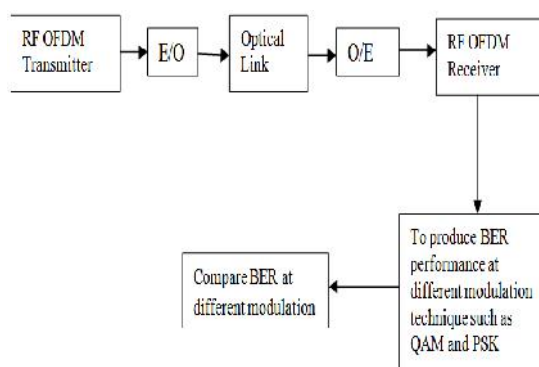 RF OFDM
Transmitter
E/O
Optical
Link
O/E
RF OFDM
Receiver
To produce BER
performance at
different modulation
technique such as
QAM and PSK
Compare BER at
different modulation